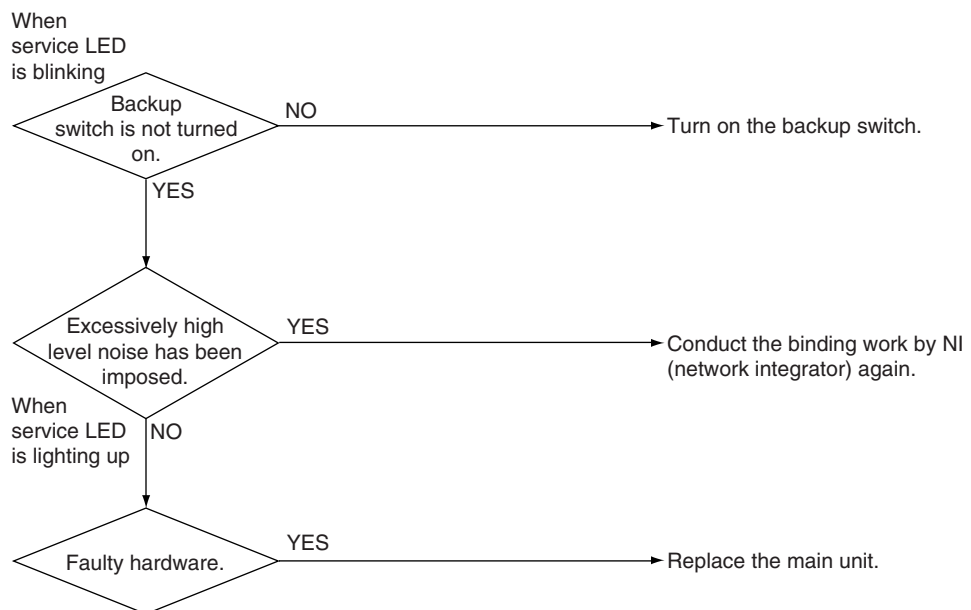 When
service LED
is blinking
Backup
switch is not turned
on.
NO
Turn on the backup switch.
YES
Excessively high
level noise has been
imposed.
YES
Conduct the binding work by NI
(network integrator) again.
When
service LED
is lighting up
NO
Faulty hardware.
YES
Replace the main unit.